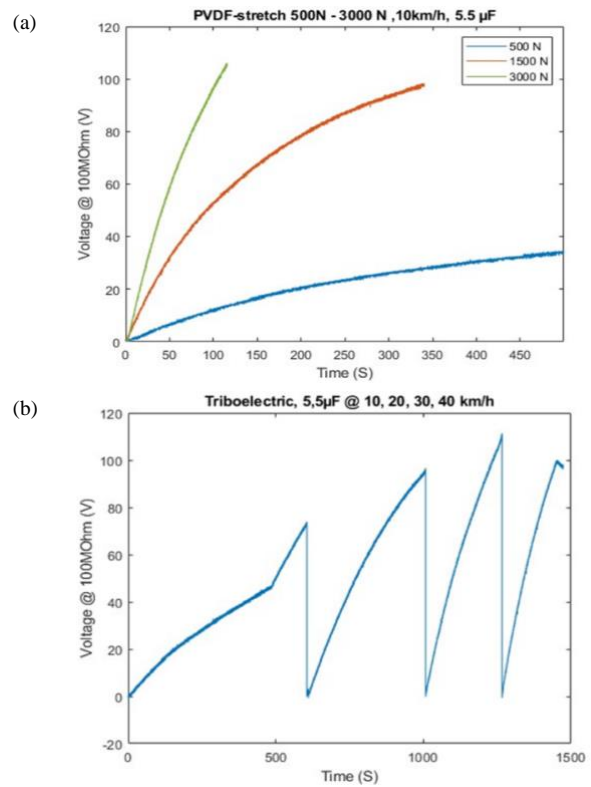 (a)
PVDF-stretch 500N - 3000 N ,10km/h, 5.5 µF
120
100
80
60
40
20
0
Voltage @ 100MOhm (V)
500 N
1500 N
3000 N
0 50 100 150 200 250 300 350 400 450
Time (S)
(b)
Triboelectric, 5,5µF @ 10, 20, 30, 40 km/h
120
100
80
60
40
20
0
-20
Voltage @ 100MOhm (V)
0 500 1000 1500
Time (S)